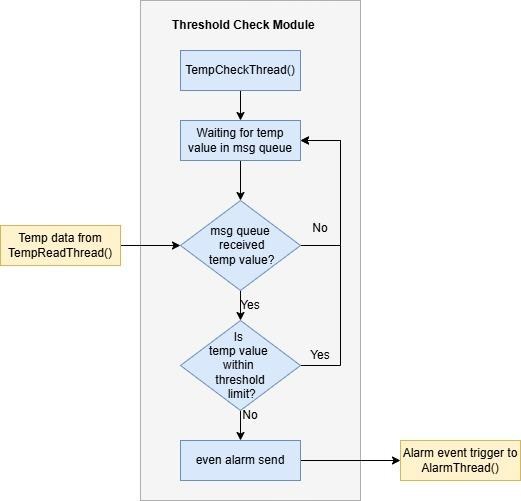 Threshold Check Module
TempCheckThread()
Waiting for temp
value in msg queue
msg queue
received
temp value?
No
Temp data from
TempReadThread()
Yes
Is
temp value
within
threshold
limit?
Yes
No
even alarm send
Alarm event trigger to
AlarmThread()